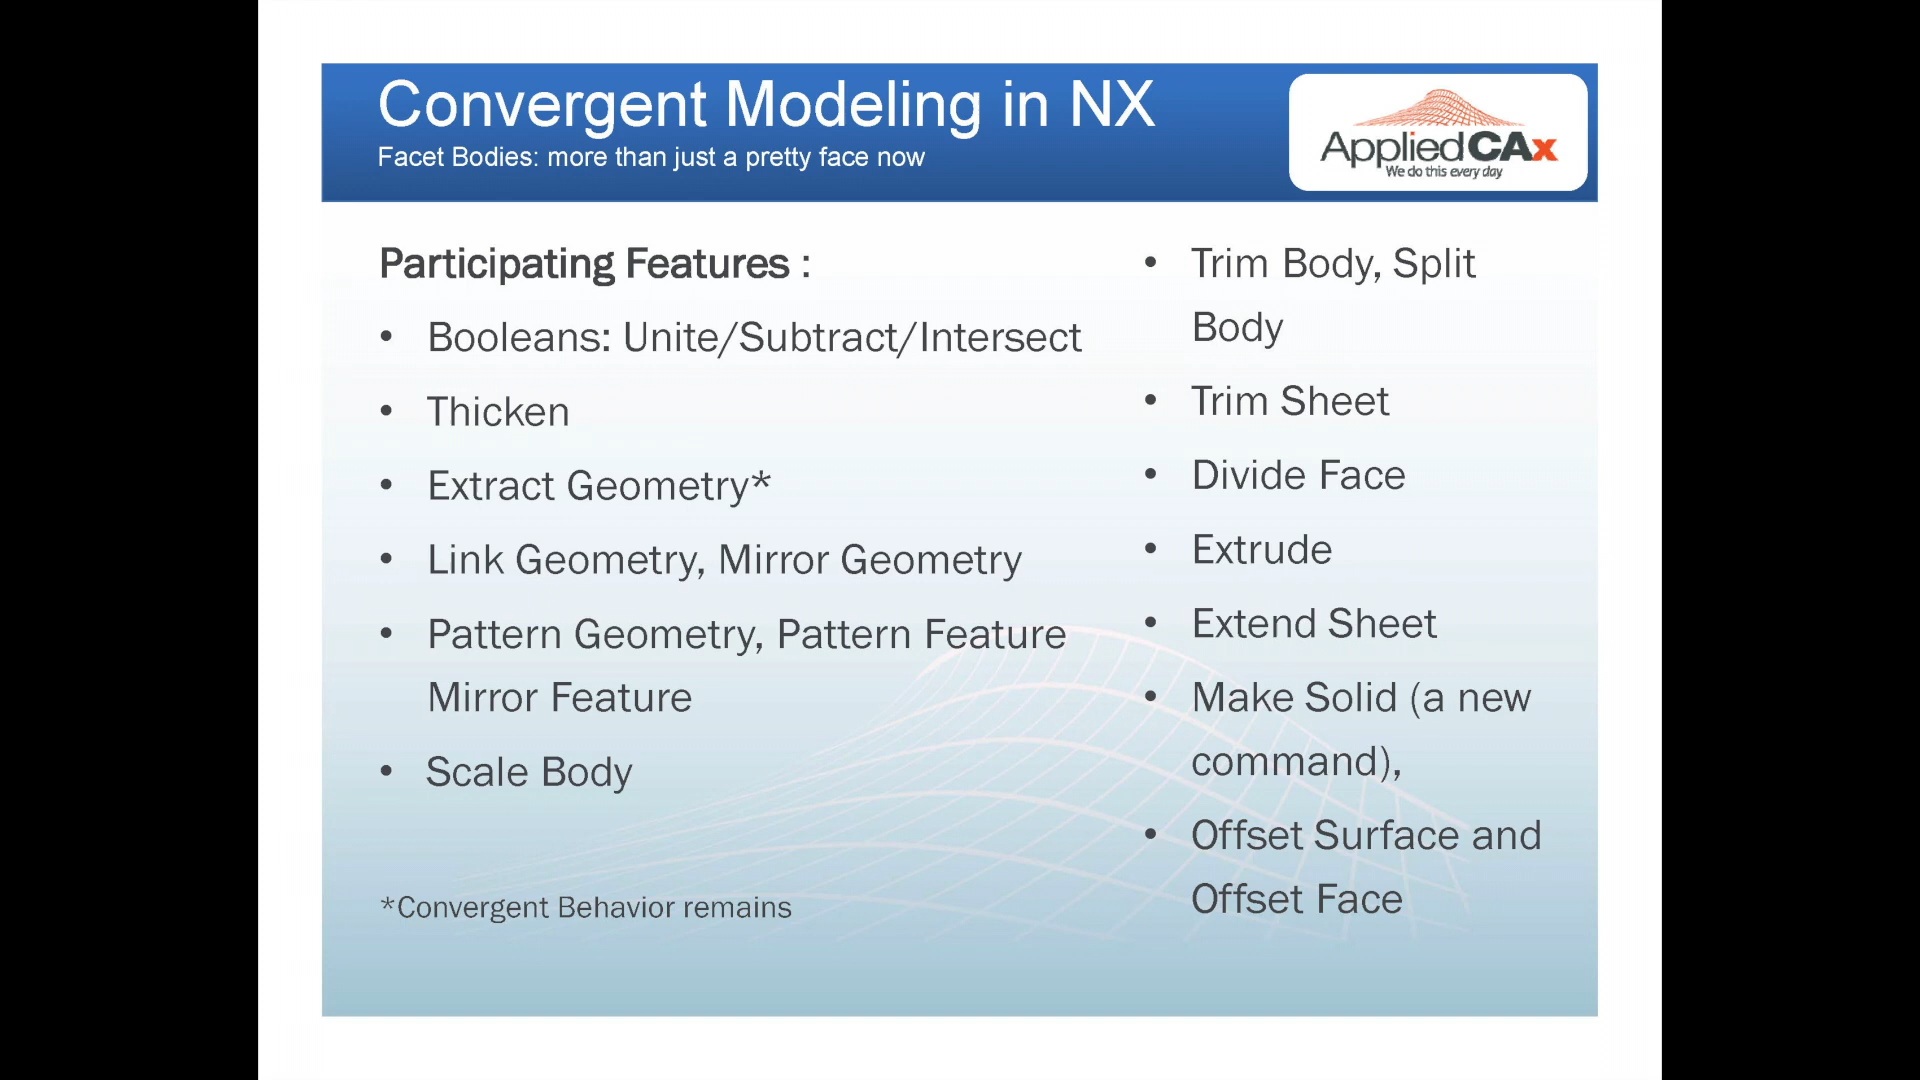 Convergent Modeling in NX
Facet Bodies: more than just a pretty face now
AppliedCAx
We do this every day
Participating Features :
• Booleans: Unite/Subtract/Intersect
• Thicken
• Extract Geometry*
• Link Geometry, Mirror Geometry
• Pattern Geometry, Pattern Feature
Mirror Feature
• Scale Body
*Convergent Behavior remains
• Trim Body, Split
Body
• Trim Sheet
• Divide Face
• Extrude
• Extend Sheet
• Make Solid (a new
command),
• Offset Surface and
Offset Face